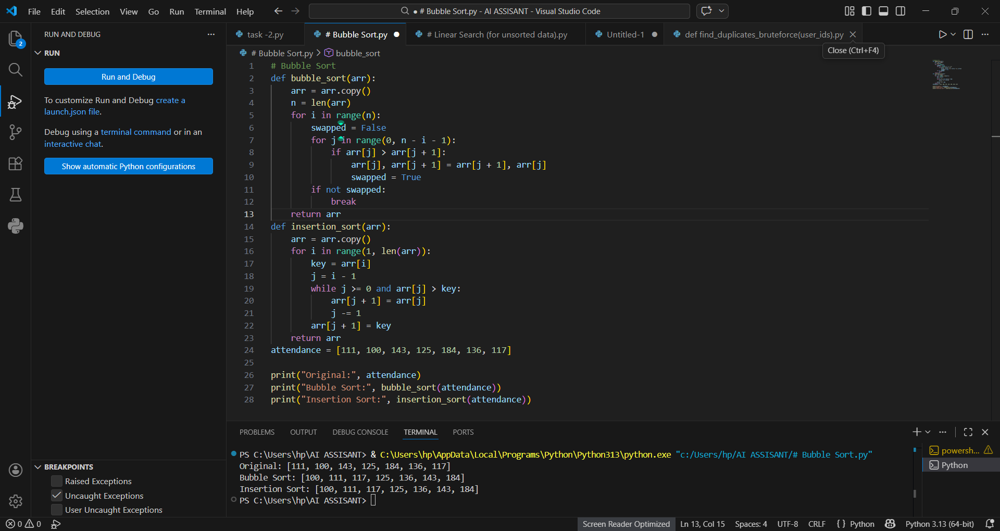 File Edit Selection View Go Run Terminal Help
● # Bubble Sort.py - AI ASSISANT - Visual Studio Code
RUN AND DEBUG
RUN
Run and Debug
To customize Run and Debug create a
launch.json file.
Debug using a terminal command or in an
interactive chat.
Show automatic Python configurations
2
task -2.py
# Bubble Sort.py
# Linear Search (for unsorted data).py
Untitled-1
def find_duplicates_bruteforce(user_ids).py
Close (Ctrl+F4)
# Bubble Sort.py > bubble_sort
1 # Bubble Sort
2 def bubble_sort(arr):
3     arr = arr.copy()
4     n = len(arr)
5     for i in range(n):
6         swapped = False
7         for j in range(0, n - i - 1):
8             if arr[j] > arr[j + 1]:
9                 arr[j], arr[j + 1] = arr[j + 1], arr[j]
10                 swapped = True
11         if not swapped:
12             break
13     return arr
14 def insertion_sort(arr):
15     arr = arr.copy()
16     for i in range(1, len(arr)):
17         key = arr[i]
18         j = i - 1
19         while j >= 0 and arr[j] > key:
20             arr[j + 1] = arr[j]
21             j -= 1
22         arr[j + 1] = key
23     return arr
24 attendance = [111, 100, 143, 125, 184, 136, 117]
25
26 print("Original:", attendance)
27 print("Bubble Sort:", bubble_sort(attendance))
28 print("Insertion Sort:", insertion_sort(attendance))
PROBLEMS OUTPUT DEBUG CONSOLE TERMINAL PORTS
PS C:\Users\hp\AI ASSISANT> & C:\Users\hp\AppData\Local\Programs\Python\Python313\python.exe "c:/Users/hp/AI ASSISANT/# Bubble Sort.py"
Original: [111, 100, 143, 125, 184, 136, 117]
Bubble Sort: [100, 111, 117, 125, 136, 143, 184]
Insertion Sort: [100, 111, 117, 125, 136, 143, 184]
PS C:\Users\hp\AI ASSISANT>
powersh...
Python
BREAKPOINTS
Raised Exceptions
Uncaught Exceptions
User Uncaught Exceptions
0 0
Screen Reader Optimized Ln 13, Col 15 Spaces: 4 UTF-8 CRLF { } Python Python 3.13 (64-bit)